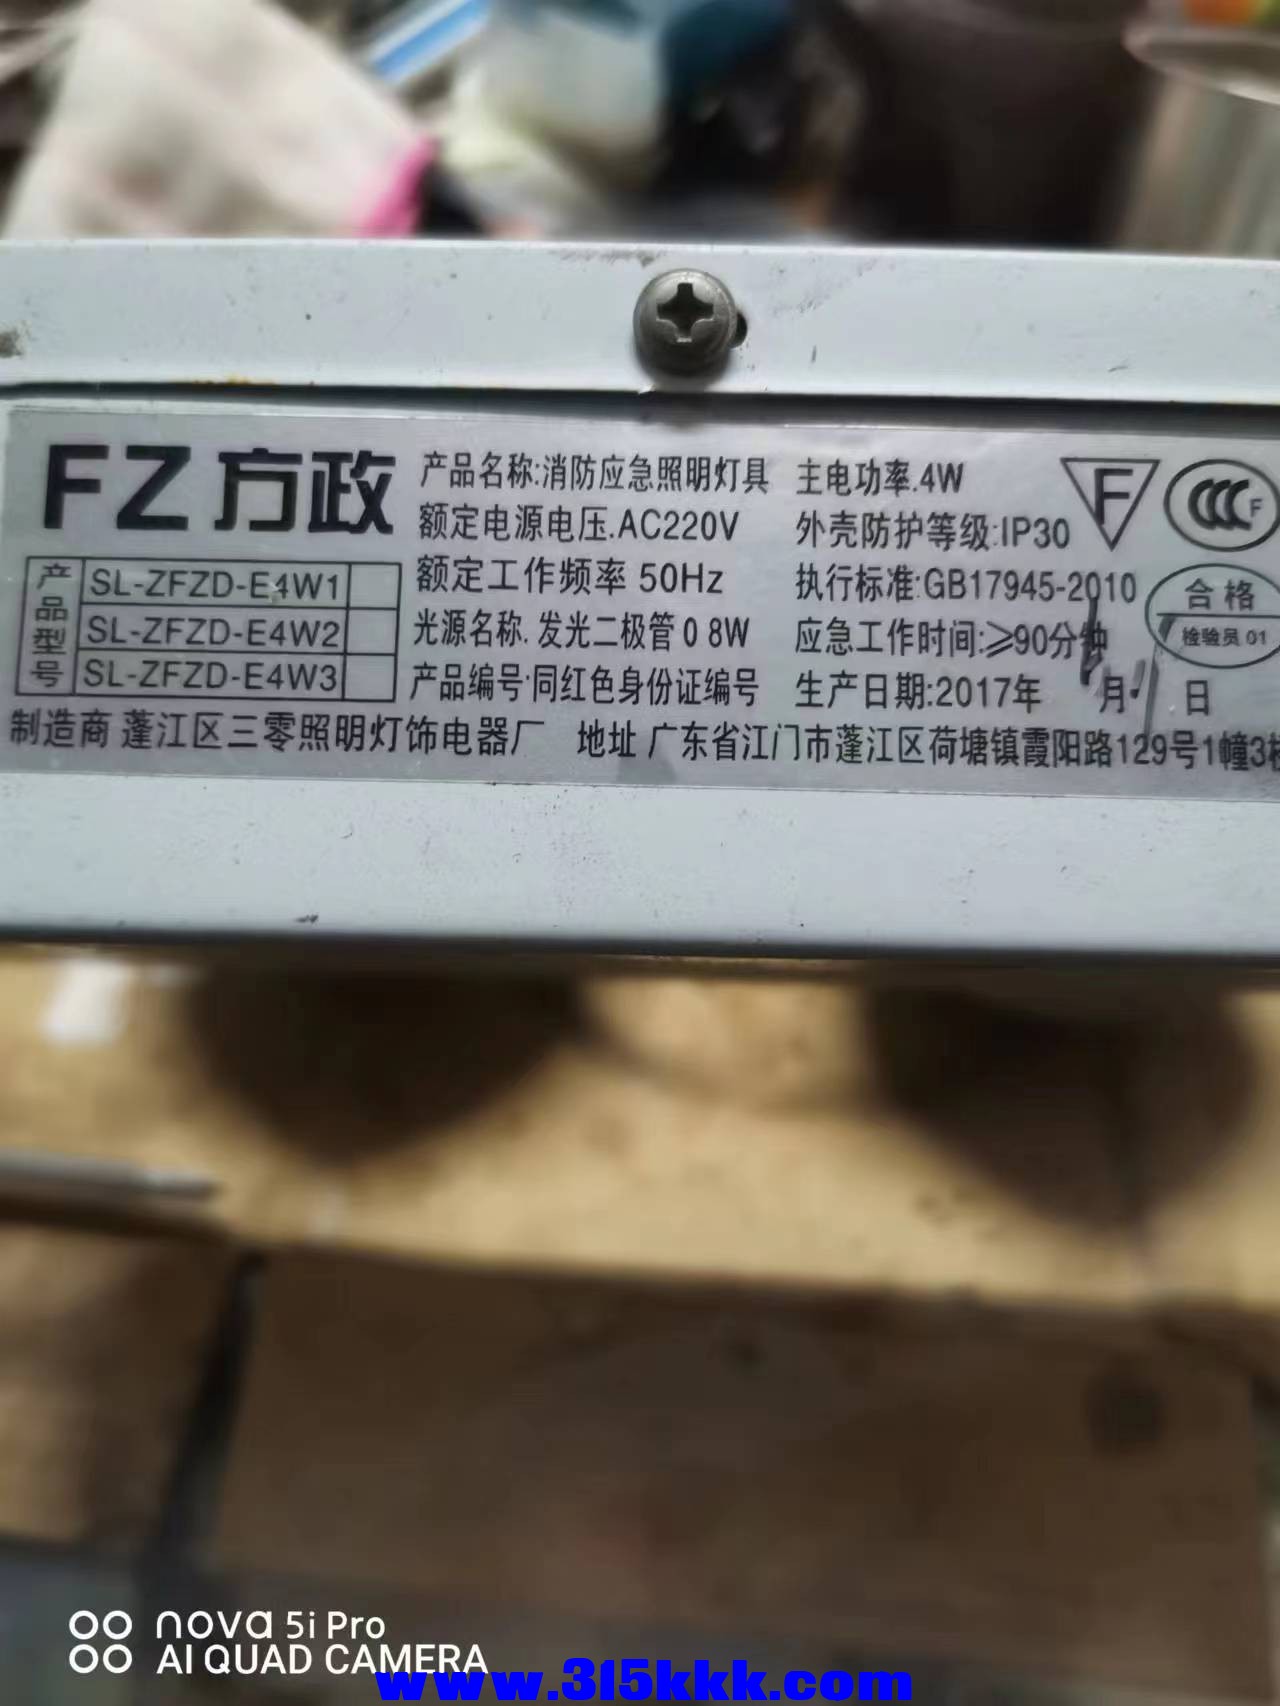 FZ 方政
产品型号
SL-ZFZD-E4W1
SL-ZFZD-E4W2
SL-ZFZD-E4W3
产品名称:消防应急照明灯具
额定电源电压.AC220V
额定工作频率 50Hz
光源名称. 发光二极管0 8W
产品编号·同红色身份证编号
主电功率.4W
外壳防护等级:IP30
执行标准:GB17945-2010
应急工作时间:≥90分钟
生产日期:2017年 月 日
F
CCC F
合格
检验员 01
制造商 蓬江区三零照明灯饰电器厂 地址 广东省江门市蓬江区荷塘镇霞阳路129号1幢3
nova 5i Pro
AI QUAD CAMERA
www.315kkk.com